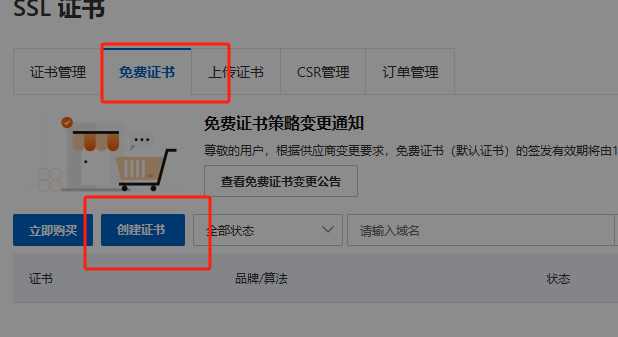 SSL 证书
证书管理
免费证书
上传证书
CSR管理
订单管理
免费证书策略变更通知
尊敬的用户，根据供应商变更要求，免费证书（默认证书）的签发有效期将由1
查看免费证书变更公告
立即购买
创建证书
全部状态
请输入域名
证书
品牌/算法
状态